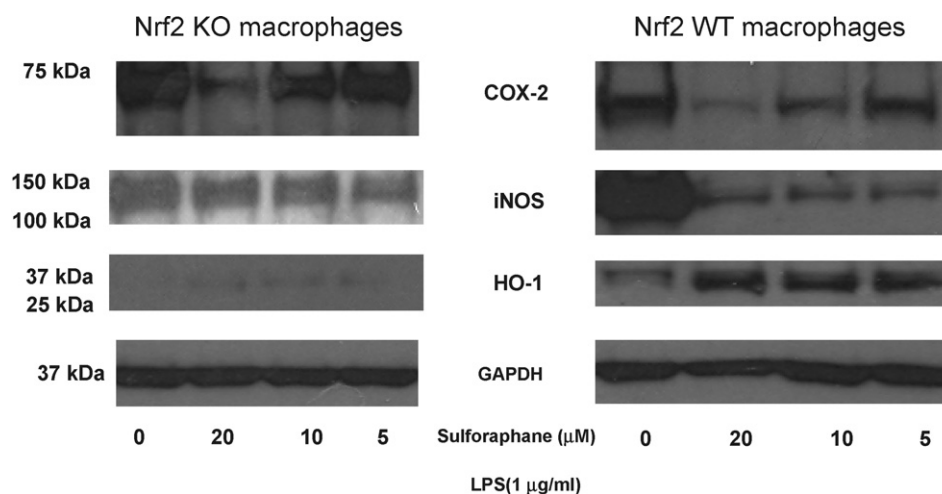 Nrf2 KO macrophages
Nrf2 WT macrophages
75 kDa
COX-2
150 kDa
iNOS
100 kDa
37 kDa
HO-1
25 kDa
37 kDa
GAPDH
0 20 10 5 Sulforaphane (μM) 0 20 10 5
LPS(1 μg/ml)